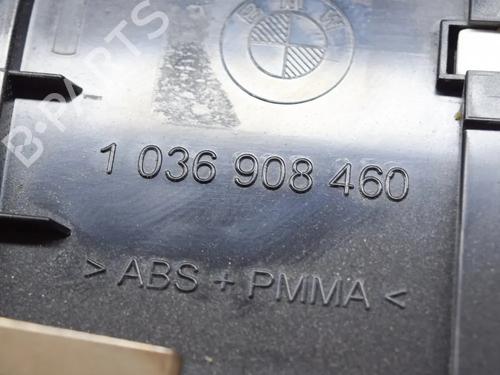 BMW
B-PARTS
1 036 908 460
> ABS + PMMA <